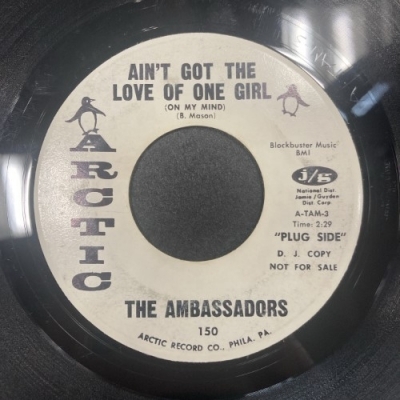 AIN'T GOT THE
LOVE OF ONE GIRL
(ON MY MIND)
(B. Mason)
ARCTIC
Blockbuster Music
BMI
j/g
National Dist.
Jamie/Guyden
Dist Corp
A-TAM-3
Time: 2:29
"PLUG SIDE"
D. J. COPY
NOT FOR SALE
THE AMBASSADORS
150
ARCTIC RECORD CO., PHILA. PA.